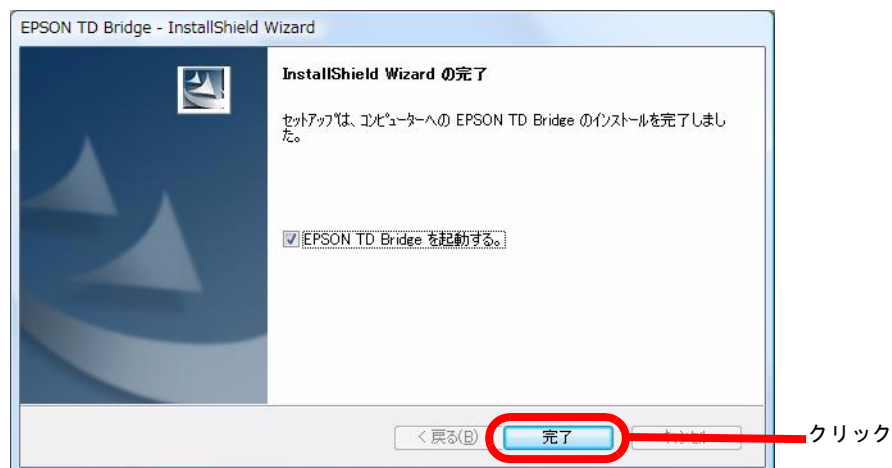 EPSON TD Bridge - InstallShield Wizard
InstallShield Wizard の完了
セットアップは、コンピューターへの EPSON TD Bridge のインストールを完了しまし
た。
EPSON TD Bridge を起動する。
< 戻る(B)
完了
クリック